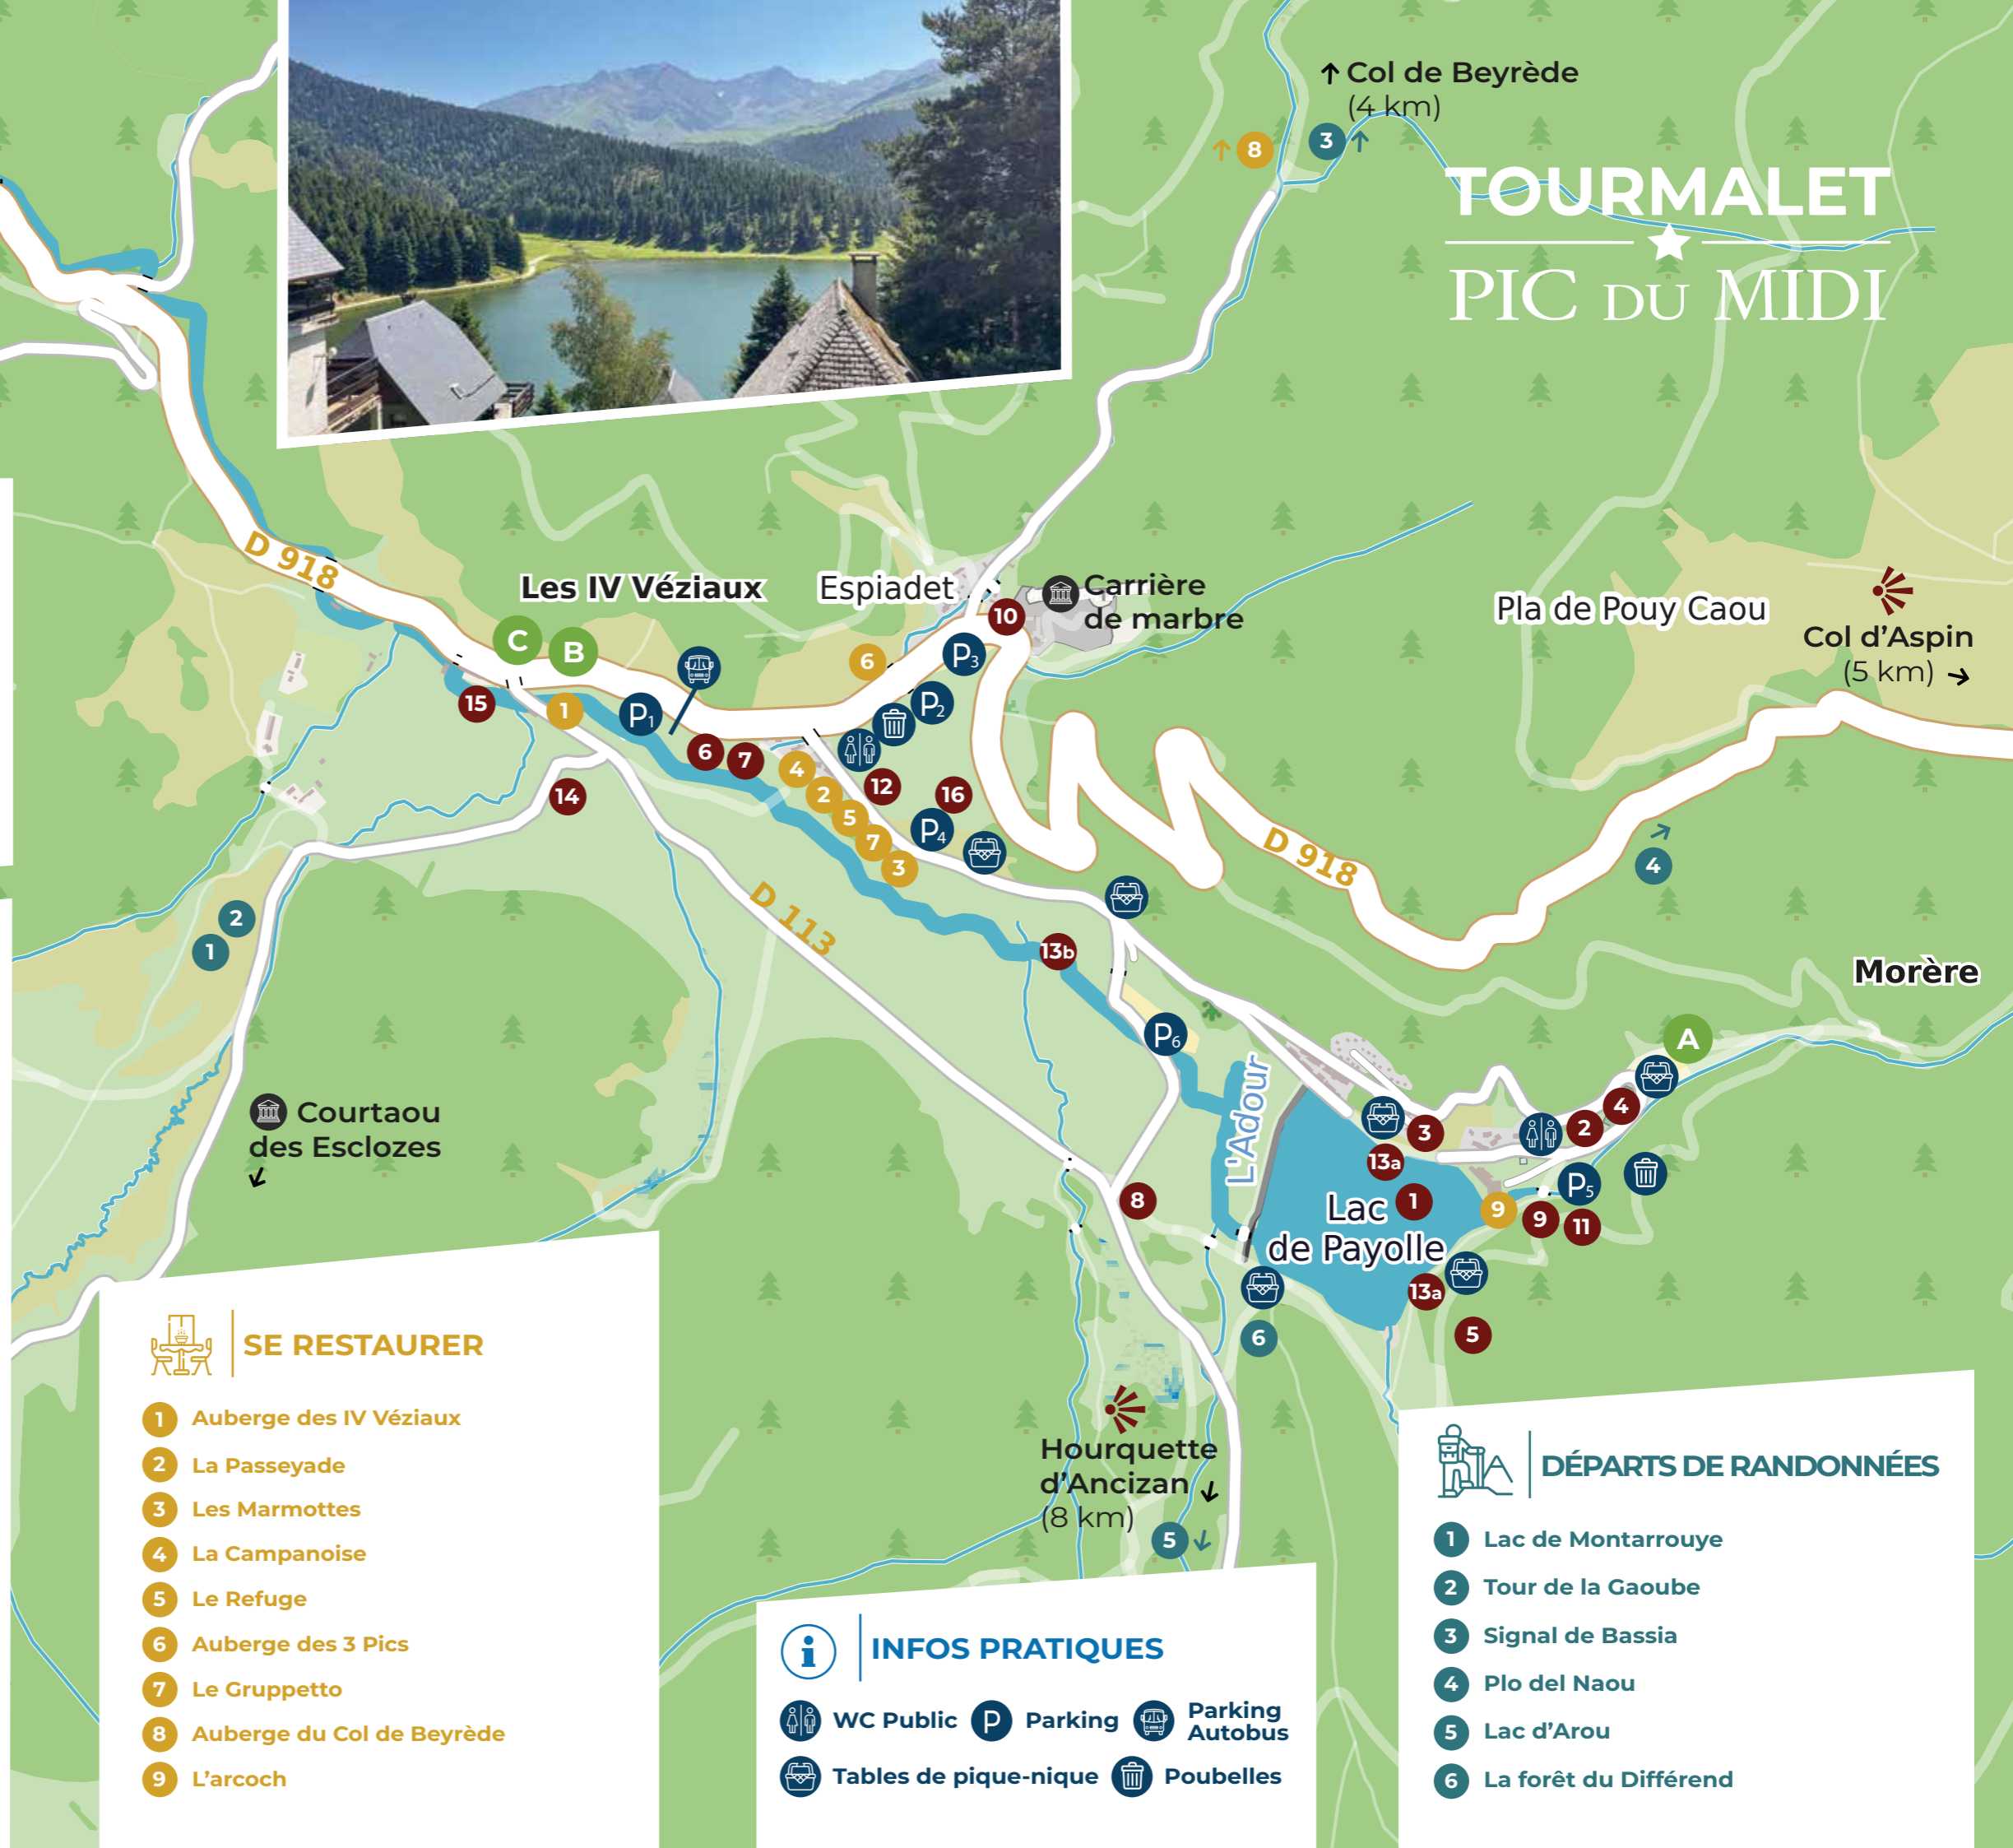 ↑ Col de Beyrède
(4 km)
↑ 8
3 ↑
TOURMALET
PIC DU MIDI
D 918
Les IV Véziaux
Espiadet
Carrière
de marbre
10
Pla de Pouy Caou
Col d'Aspin
(5 km) →
C
B
6
P3
15
1
P1
P2
6
7
4
2
12
16
5
P4
7
3
14
D 918
4
D 113
2
1
13b
Morère
P6
A
L'Adour
Courtaou
des Esclozes
3
2
4
13a
8
Lac
1
de Payolle
9
9
P5
11
13a
6
5
Hourquette
d'Ancizan
(8 km)
5
SE RESTAURER
1 Auberge des IV Véziaux
2 La Passeyade
3 Les Marmottes
4 La Campanoise
5 Le Refuge
6 Auberge des 3 Pics
7 Le Gruppetto
8 Auberge du Col de Beyrède
9 L'arcoch
INFOS PRATIQUES
WC Public
P Parking
Parking
Autobus
Tables de pique-nique
Poubelles
DÉPARTS DE RANDONNÉES
1 Lac de Montarrouye
2 Tour de la Gaoube
3 Signal de Bassia
4 Plo del Naou
5 Lac d'Arou
6 La forêt du Différend